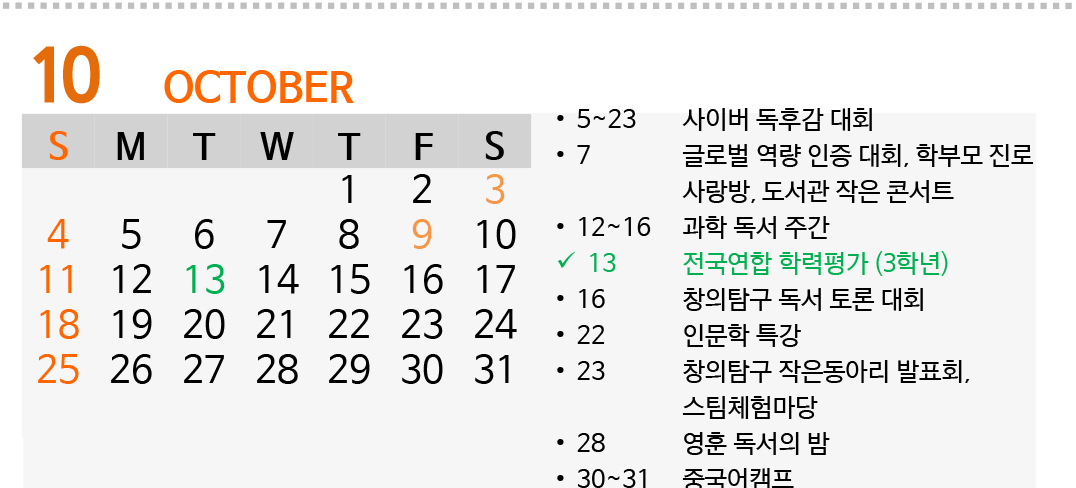 10 OCTOBER
S M T W T F S
1 2 3
4 5 6 7 8 9 10
11 12 13 14 15 16 17
18 19 20 21 22 23 24
25 26 27 28 29 30 31
• 5~23 사이버 독후감 대회
• 7 글로벌 역량 인증 대회, 학부모 진로
사랑방, 도서관 작은 콘서트
• 12~16 과학 독서 주간
✓ 13 전국연합 학력평가 (3학년)
• 16 창의탐구 독서 토론 대회
• 22 인문학 특강
• 23 창의탐구 작은동아리 발표회,
스팀체험마당
• 28 영훈 독서의 밤
• 30~31 중국어캠프